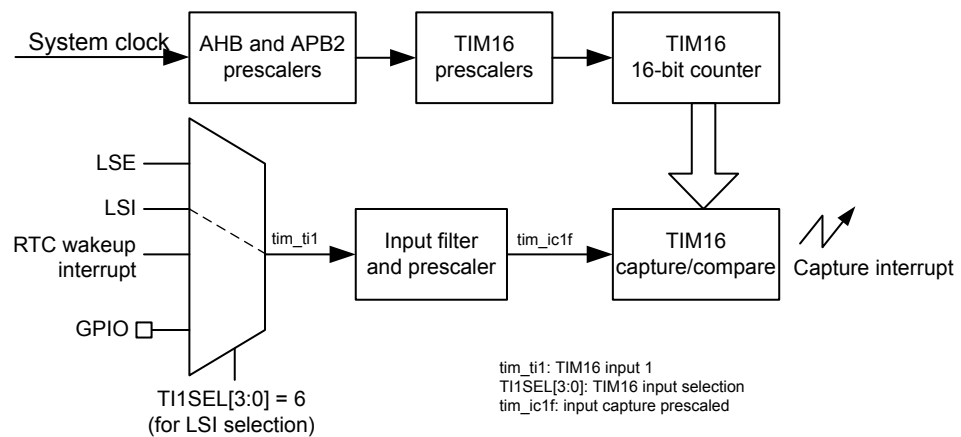 System clock
AHB and APB2
prescalers
TIM16
prescalers
TIM16
16-bit counter
LSE
LSI
RTC wakeup
interrupt
GPIO
tim_ti1
Input filter
and prescaler
tim_ic1f
TIM16
capture/compare
Capture interrupt
TI1SEL[3:0] = 6
(for LSI selection)
tim_ti1: TIM16 input 1
TI1SEL[3:0]: TIM16 input selection
tim_ic1f: input capture prescaled